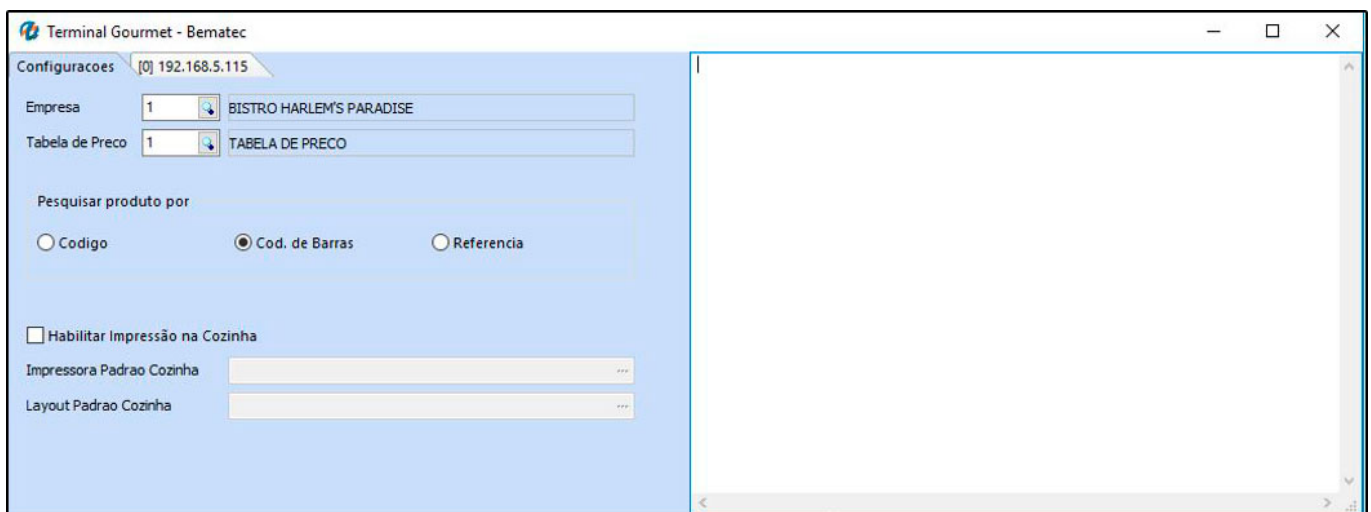 Terminal Gourmet - Bematec
Configuracoes [0] 192.168.5.115
Empresa 1 BISTRO HARLEM'S PARADISE
Tabela de Preco 1 TABELA DE PRECO
Pesquisar produto por
Codigo Cod. de Barras Referencia
Habilitar Impressão na Cozinha
Impressora Padrao Cozinha ...
Layout Padrao Cozinha ...